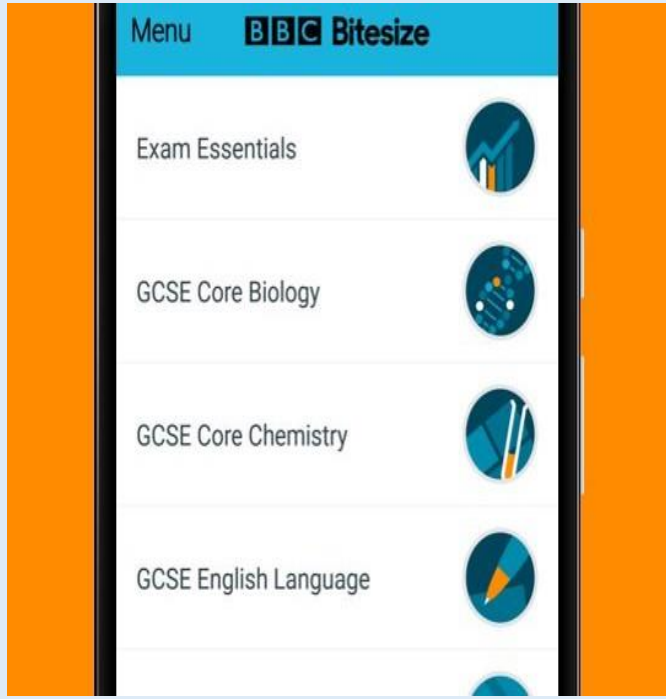 Menu BBC Bitesize
Exam Essentials
GCSE Core Biology
GCSE Core Chemistry
GCSE English Language